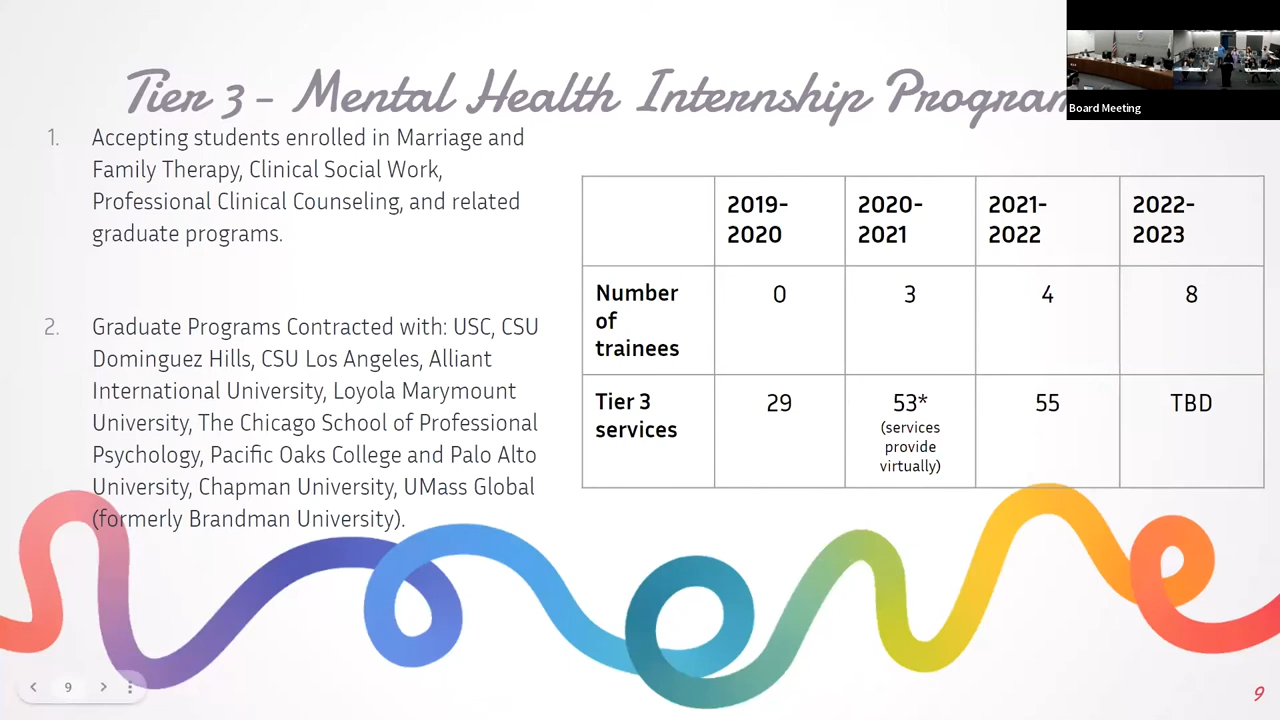 Tier 3 - Mental Health Internship Program
Board Meeting
1. Accepting students enrolled in Marriage and
Family Therapy, Clinical Social Work,
Professional Clinical Counseling, and related
graduate programs.
2. Graduate Programs Contracted with: USC, CSU
Dominguez Hills, CSU Los Angeles, Alliant
International University, Loyola Marymount
University, The Chicago School of Professional
Psychology, Pacific Oaks College and Palo Alto
University, Chapman University, UMass Global
(formerly Brandman University).
2019- 2020- 2021- 2022-
2020 2021 2022 2023
Number
of
trainees
0 3 4 8
Tier 3
services
29 53* 55 TBD
(services
provide
virtually)
9
9